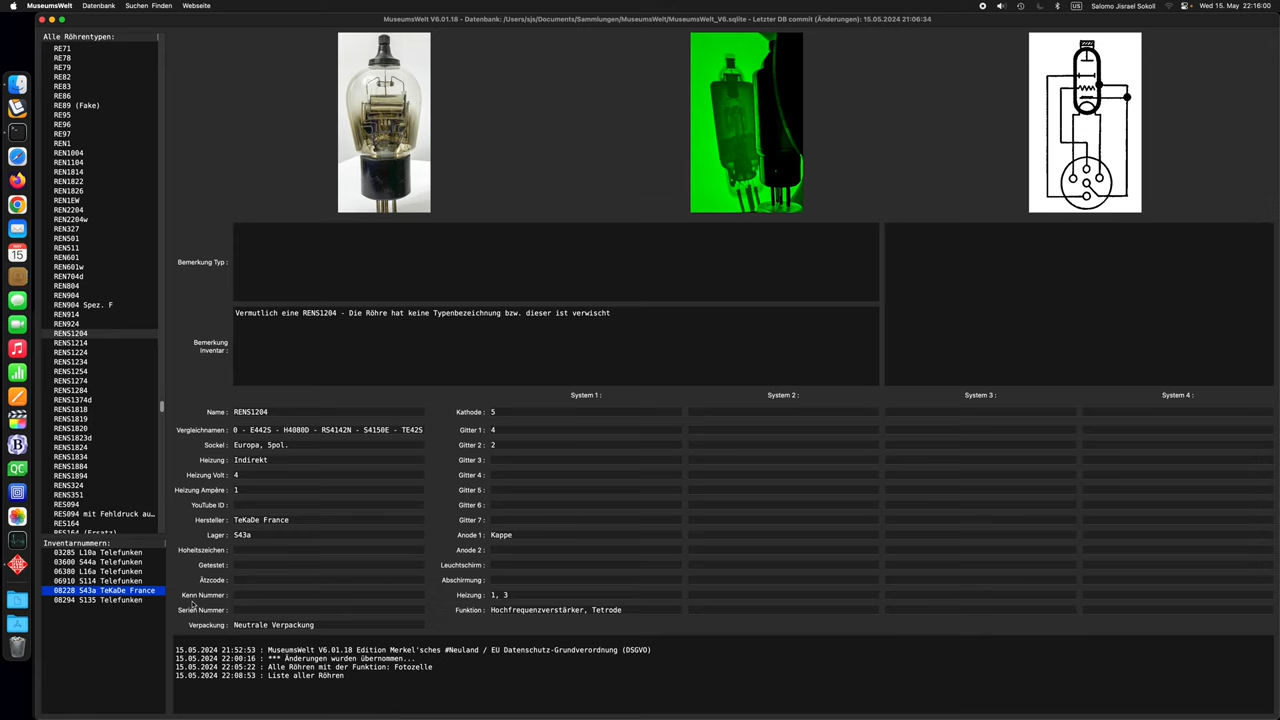 MuseumsWelt Datenbank Suchen Finden Webseite
US Salomo Jisrael Sokoll Wed 15. May 22:16:00
MuseumsWelt V6.01.18 - Datenbank: /Users/sjs/Documents/Sammlungen/MuseumsWelt/MuseumsWelt_V6.sqlite - Letzter DB commit (Änderungen): 15.05.2024 21:06:34
Alle Röhrentypen:
RE71
RE78
RE79
RE82
RE83
RE86
RE89 (Fake)
RE95
RE96
RE97
REN1
REN1004
REN1104
REN1814
REN1822
REN1826
REN1EW
REN2204
REN2204w
REN327
REN501
REN511
REN601
REN601w
REN704d
REN804
REN904
REN904 Spez. F
REN914
REN924
RENS1204
RENS1214
RENS1224
RENS1234
RENS1254
RENS1274
RENS1284
RENS1374d
RENS1818
RENS1819
RENS1820
RENS1823d
RENS1824
RENS1834
RENS1884
RENS1894
RENS324
RENS351
RES094
RES094 mit Fehldruck au...
RES164
RES164 (Ersatz)
Inventarnummern:
03285 L10a Telefunken
03600 S44a Telefunken
06380 L16a Telefunken
06910 S114 Telefunken
08228 S43a TeKaDe France
08294 S135 Telefunken
Bemerkung Typ :
Bemerkung
Inventar :
Vermutlich eine RENS1204 - Die Röhre hat keine Typenbezeichnung bzw. dieser ist verwischt
System 1 : System 2 : System 3 : System 4 :
Name : RENS1204
Vergleichnamen : 0 - E442S - H4080D - RS4142N - S4150E - TE42S
Sockel : Europa, 5pol.
Heizung : Indirekt
Heizung Volt : 4
Heizung Ampère : 1
YouTube ID :
Hersteller : TeKaDe France
Lager : S43a
Hoheitszeichen :
Getestet :
Ätzcode :
Kenn Nummer :
Serien Nummer :
Verpackung : Neutrale Verpackung
Kathode : 5
Gitter 1 : 4
Gitter 2 : 2
Gitter 3 :
Gitter 4 :
Gitter 5 :
Gitter 6 :
Gitter 7 :
Anode 1 : Kappe
Anode 2 :
Leuchtschirm :
Abschirmung :
Heizung : 1, 3
Funktion : Hochfrequenzverstärker, Tetrode
15.05.2024 21:52:53 : MuseumsWelt V6.01.18 Edition Merkel'sches #Neuland / EU Datenschutz-Grundverordnung (DSGVO)
15.05.2024 22:00:16 : *** Änderungen wurden übernommen...
15.05.2024 22:05:22 : Alle Röhren mit der Funktion: Fotozelle
15.05.2024 22:08:53 : Liste aller Röhren